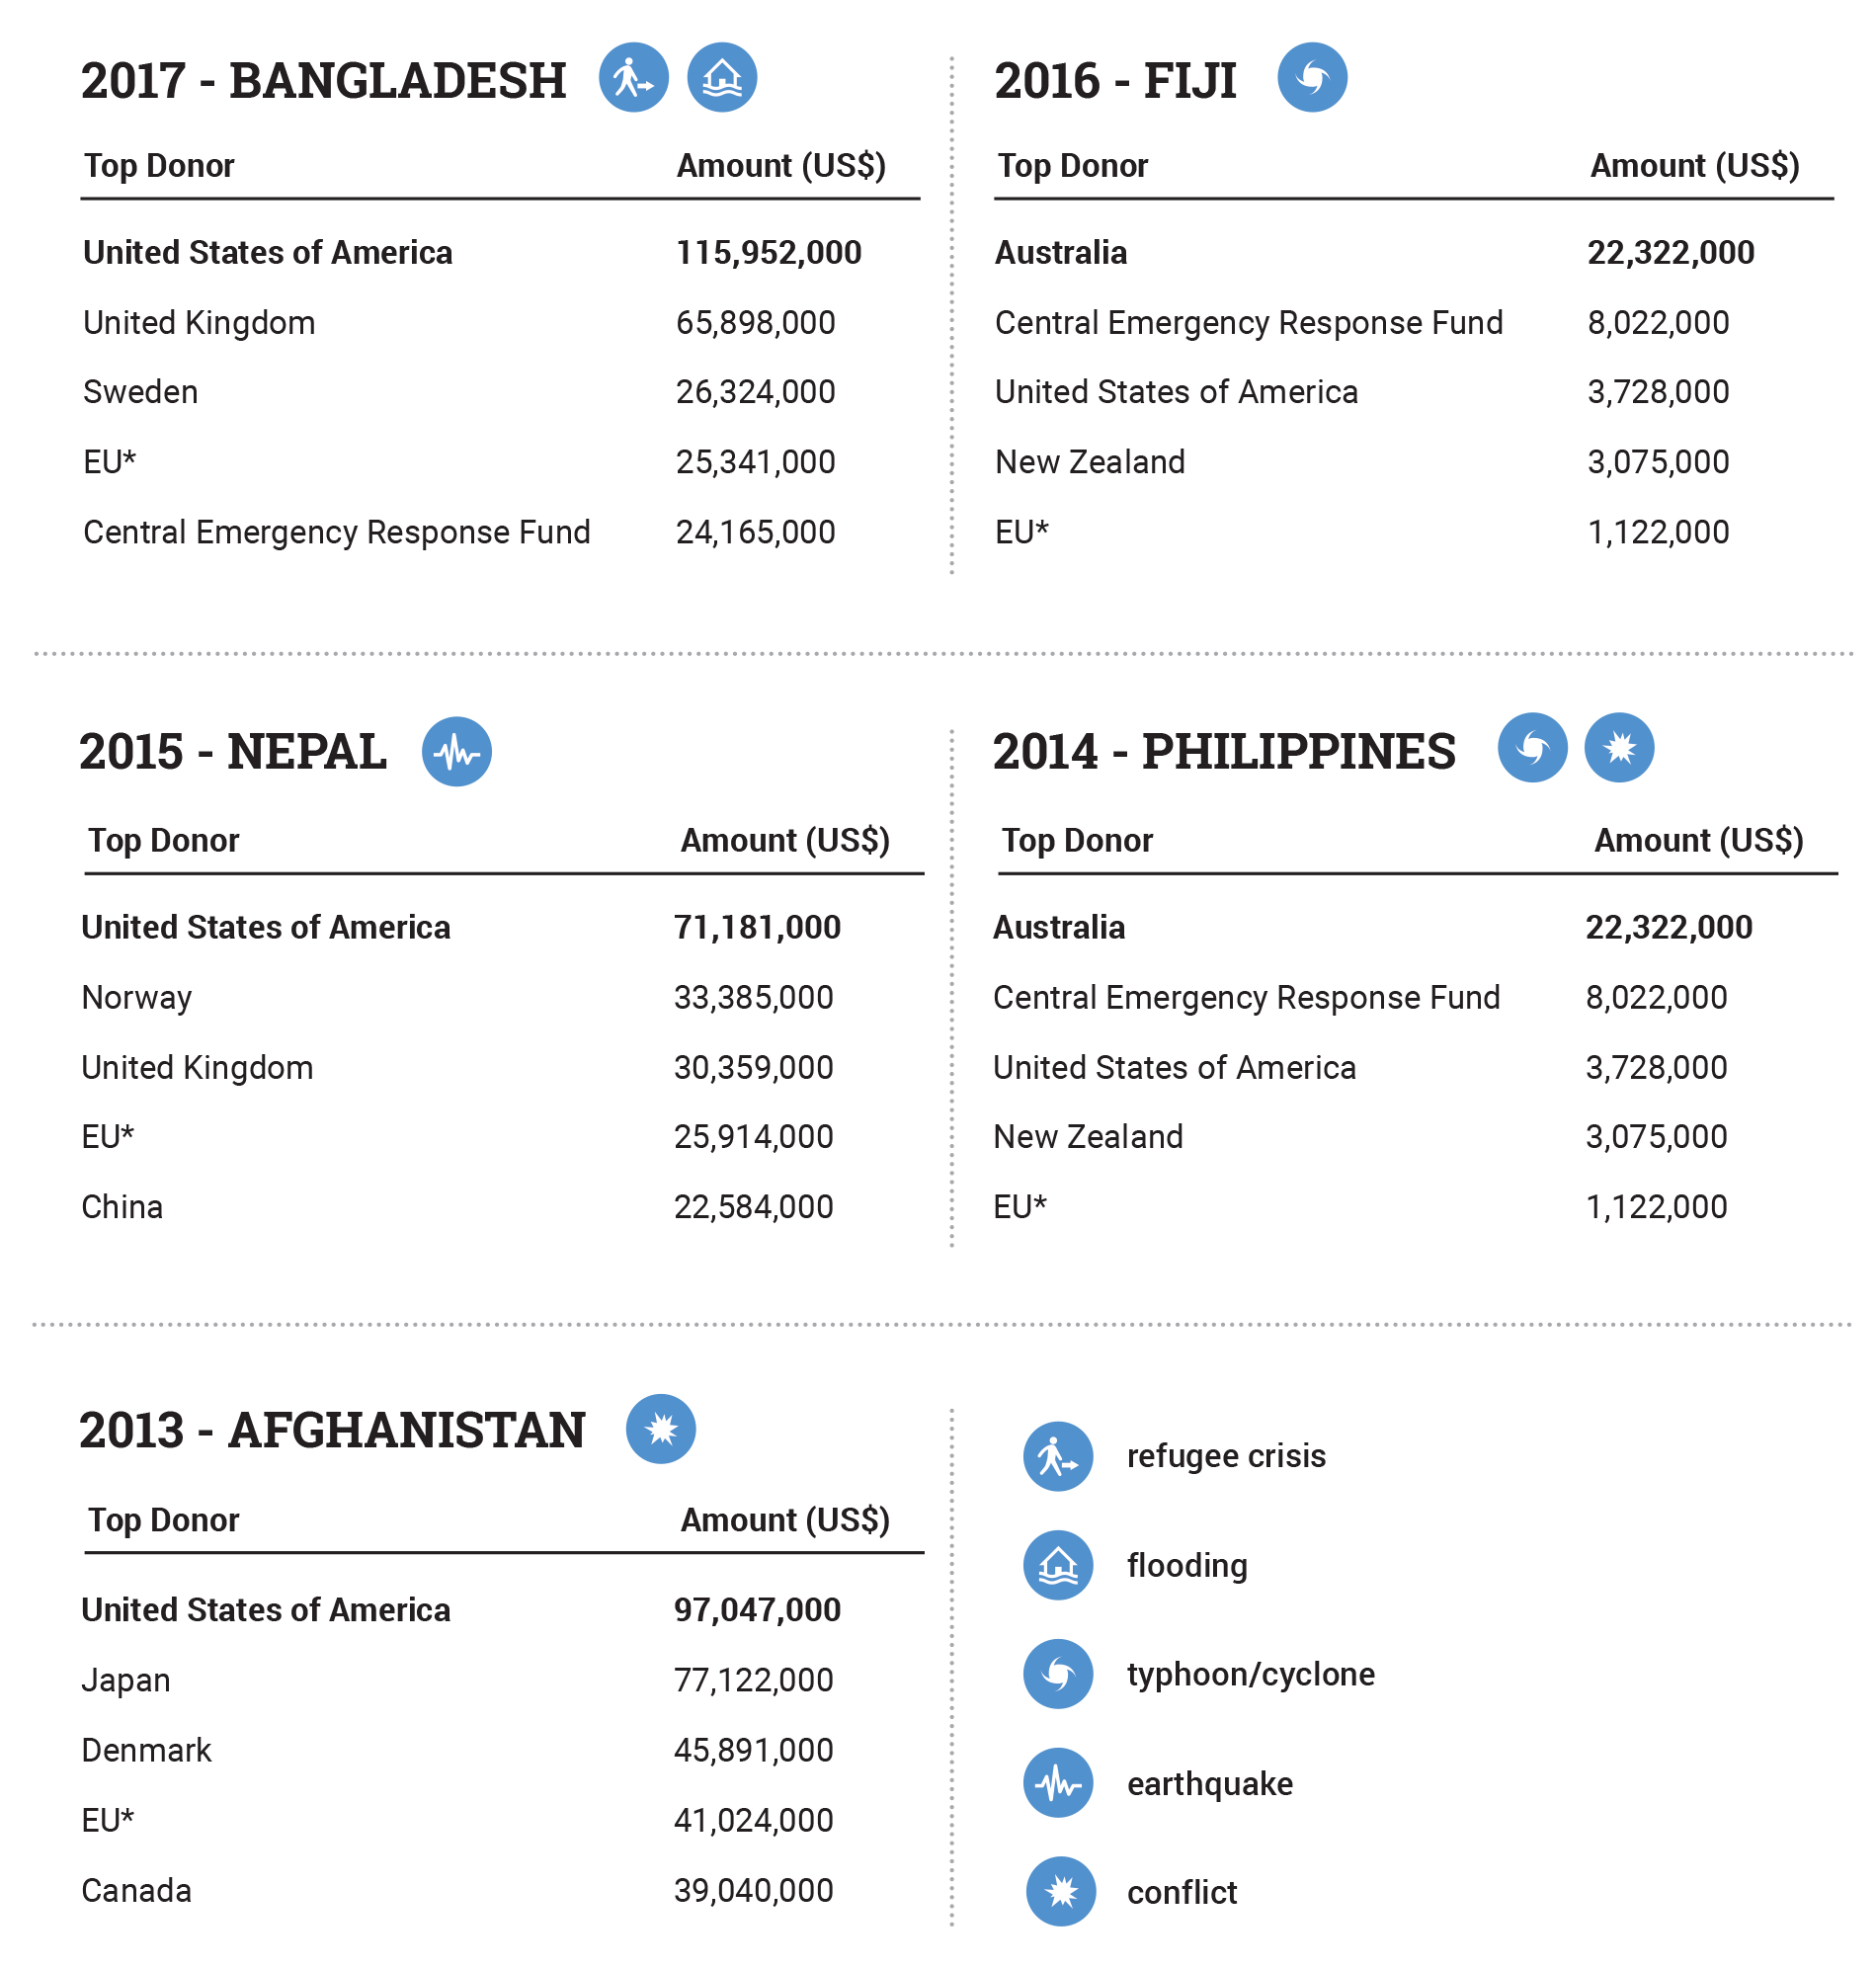 2017 - BANGLADESH
Top Donor Amount (US$)
United States of America 115,952,000
United Kingdom 65,898,000
Sweden 26,324,000
EU* 25,341,000
Central Emergency Response Fund 24,165,000
2016 - FIJI
Top Donor Amount (US$)
Australia 22,322,000
Central Emergency Response Fund 8,022,000
United States of America 3,728,000
New Zealand 3,075,000
EU* 1,122,000
2015 - NEPAL
Top Donor Amount (US$)
United States of America 71,181,000
Norway 33,385,000
United Kingdom 30,359,000
EU* 25,914,000
China 22,584,000
2014 - PHILIPPINES
Top Donor Amount (US$)
Australia 22,322,000
Central Emergency Response Fund 8,022,000
United States of America 3,728,000
New Zealand 3,075,000
EU* 1,122,000
2013 - AFGHANISTAN
Top Donor Amount (US$)
United States of America 97,047,000
Japan 77,122,000
Denmark 45,891,000
EU* 41,024,000
Canada 39,040,000
refugee crisis
flooding
typhoon/cyclone
earthquake
conflict